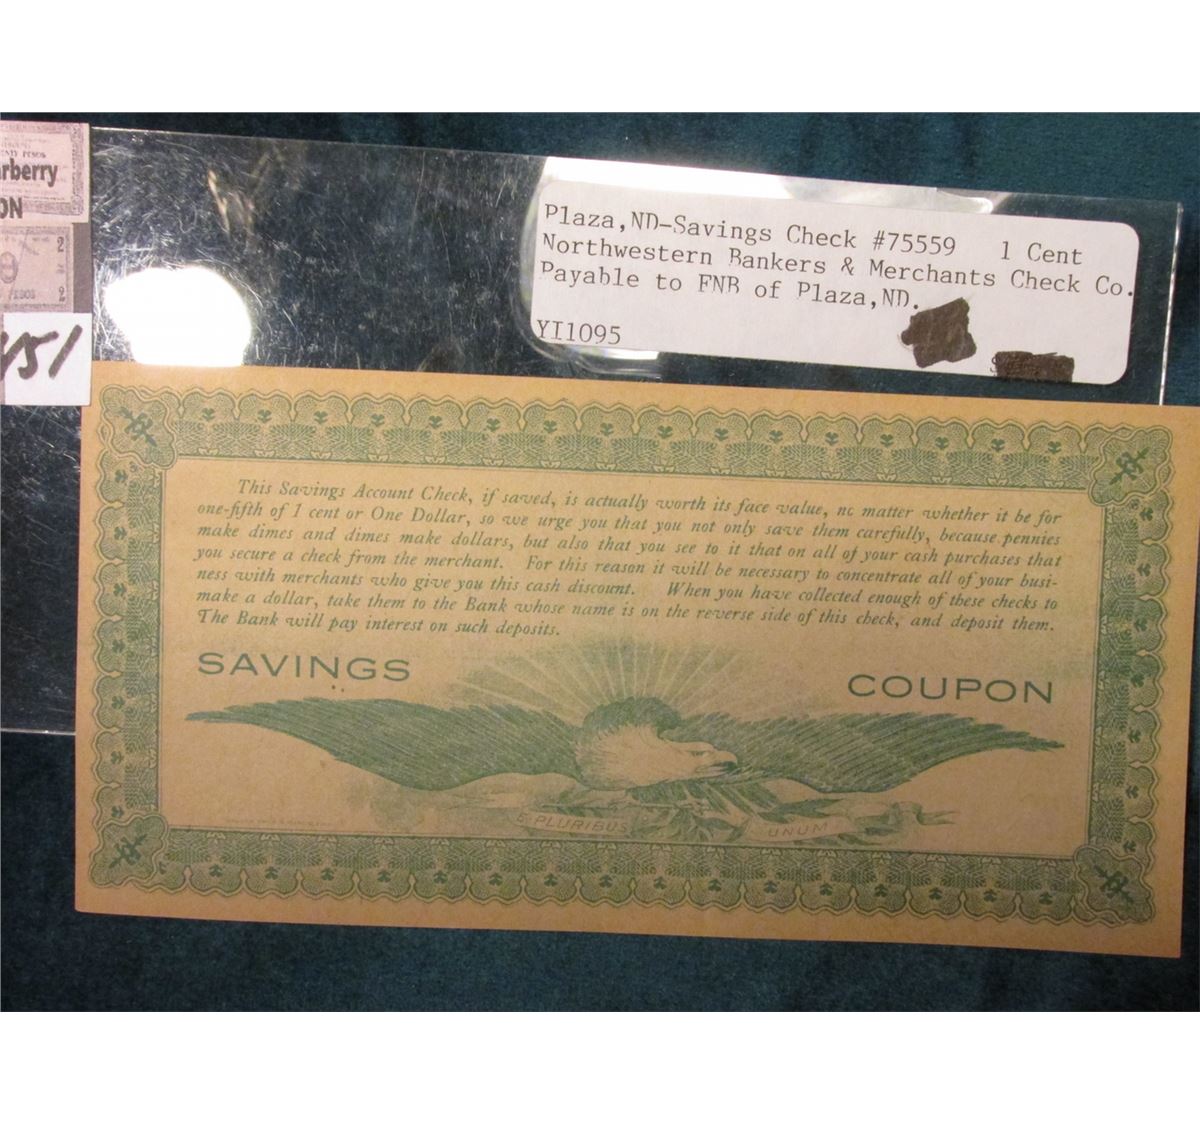 NTY PESOS
rberry
ON
2
2
451
Plaza,ND-Savings Check #75559 1 Cent
Northwestern Bankers & Merchants Check Co.
Payable to FNB of Plaza,ND.
YI1095
This Savings Account Check, if saved, is actually worth its face value, no matter whether it be for
one-fifth of 1 cent or One Dollar, so we urge you that you not only save them carefully, because pennies
make dimes and dimes make dollars, but also that you see to it that on all of your cash purchases that
you secure a check from the merchant. For this reason it will be necessary to concentrate all of your busi-
ness with merchants who give you this cash discount. When you have collected enough of these checks to
make a dollar, take them to the Bank whose name is on the reverse side of this check, and deposit them.
The Bank will pay interest on such deposits.
SAVINGS COUPON
E PLURIBUS UNUM